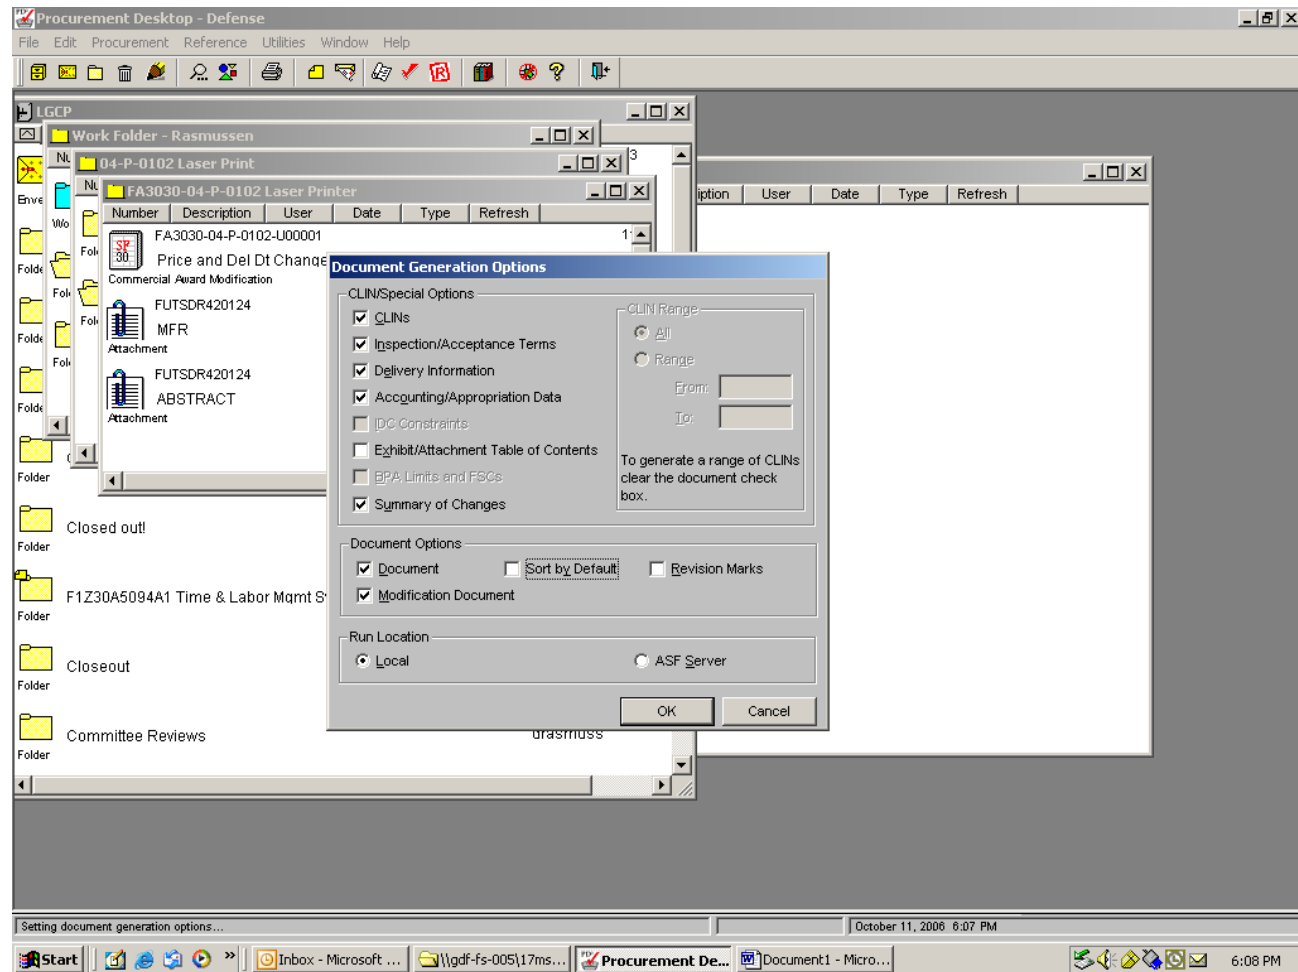 Procurement Desktop - Defense
File Edit Procurement Reference Utilities Window Help
LGCP
Work Folder - Rasmussen
04-P-0102 Laser Print
FA3030-04-P-0102 Laser Printer
Number Description User Date Type Refresh
FA3030-04-P-0102-U00001
Price and Del Dt Change
Commercial Award Modification
FUTSDR420124
MFR
Attachment
FUTSDR420124
ABSTRACT
Attachment
Folder
Closed out!
Folder
F1Z30A5094A1 Time & Labor Mgmt S
Folder
Closeout
Folder
Committee Reviews
Folder
User Date Type Refresh
Document Generation Options
CLIN/Special Options
CLINs
Inspection/Acceptance Terms
Delivery Information
Accounting/Appropriation Data
IDC Constraints
Exhibit/Attachment Table of Contents
BPA Limits and FSCs
Summary of Changes
CLIN Range
All
Range
From:
To:
To generate a range of CLINs
clear the document check
box.
Document Options
Document Sort by Default Revision Marks
Modification Document
Run Location
Local ASF Server
OK Cancel
Setting document generation options...
October 11, 2006 6:07 PM
Start Inbox - Microsoft ... \\gdf-fs-005\17ms... Procurement De... Document1 - Micro... 6:08 PM